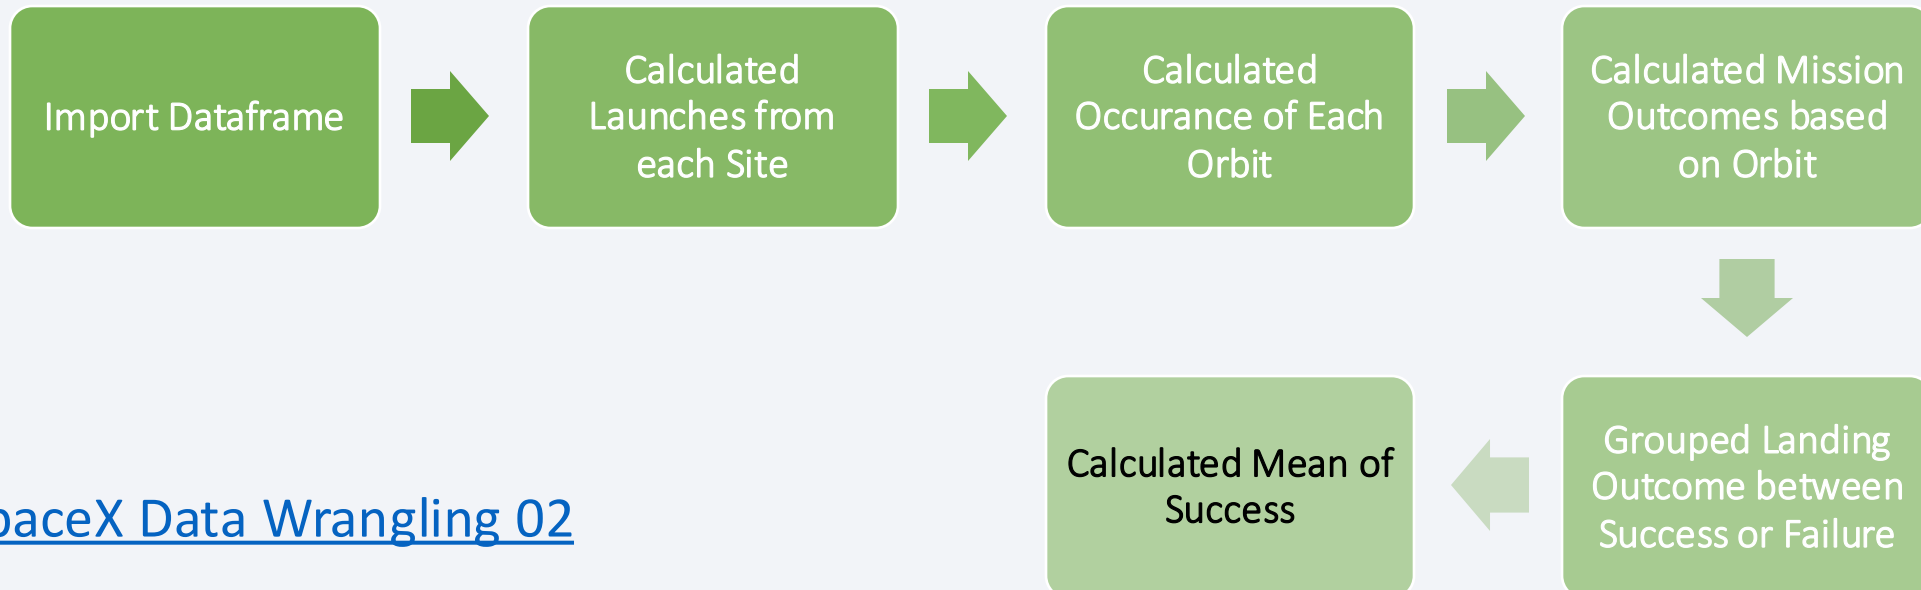 Import Dataframe
Calculated
Launches from
each Site
Calculated
Occurance of Each
Orbit
Calculated Mission
Outcomes based
on Orbit
Grouped Landing
Outcome between
Success or Failure
Calculated Mean of
Success
paceX Data Wrangling 02